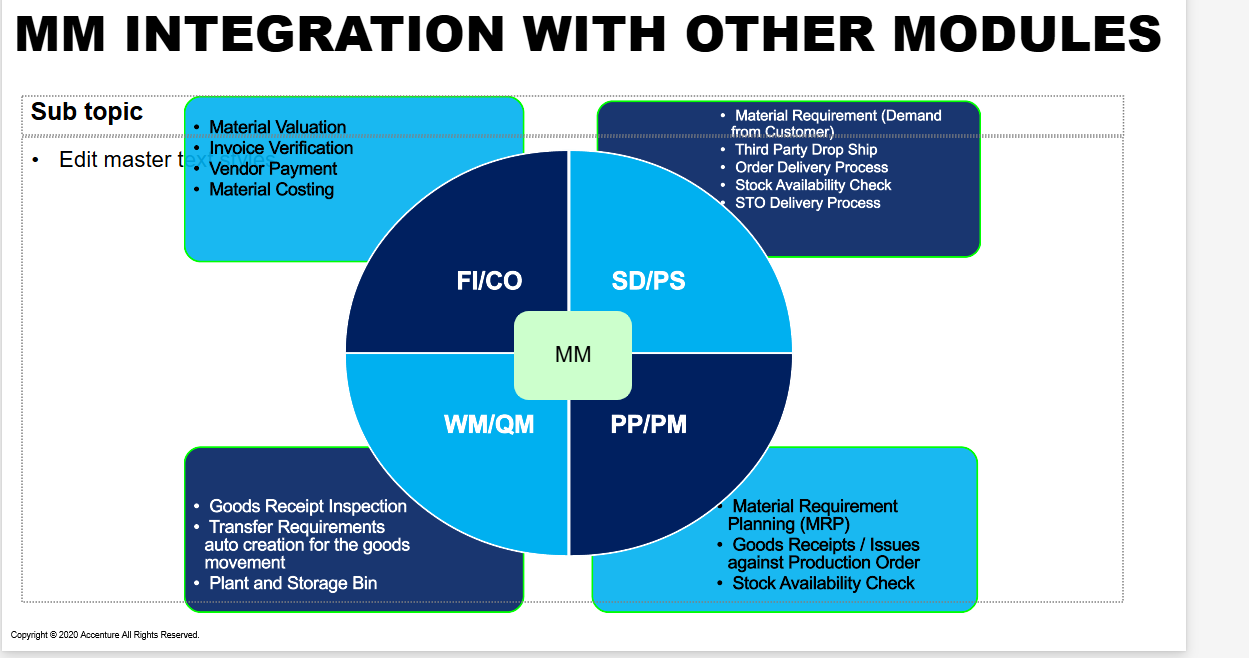 MM INTEGRATION WITH OTHER MODULES
Sub topic
• Edit master text styles
• Material Valuation
• Invoice Verification
• Vendor Payment
• Material Costing
• Material Requirement (Demand
from Customer)
• Third Party Drop Ship
• Order Delivery Process
• Stock Availability Check
• STO Delivery Process
FI/CO
SD/PS
MM
WM/QM
PP/PM
• Goods Receipt Inspection
• Transfer Requirements
auto creation for the goods
movement
• Plant and Storage Bin
• Material Requirement
Planning (MRP)
• Goods Receipts / Issues
against Production Order
• Stock Availability Check
Copyright © 2020 Accenture All Rights Reserved.